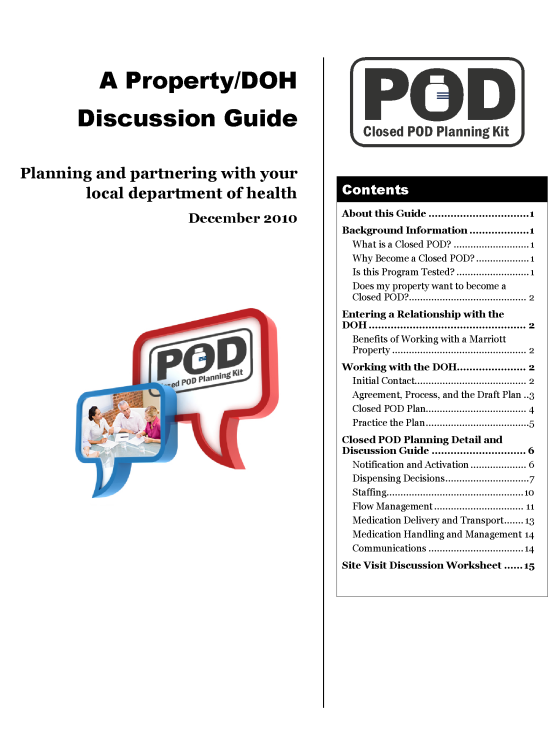 A Property/DOH
Discussion Guide
Planning and partnering with your
local department of health
December 2010
POD
Closed POD Planning Kit
POD
Closed POD Planning Kit
Contents
About this Guide ................................1
Background Information ...................1
What is a Closed POD? ...........................1
Why Become a Closed POD? ...................1
Is this Program Tested? ..........................1
Does my property want to become a
Closed POD?.......................................... 2
Entering a Relationship with the
DOH .................................................. 2
Benefits of Working with a Marriott
Property ................................................ 2
Working with the DOH...................... 2
Initial Contact........................................ 2
Agreement, Process, and the Draft Plan ..3
Closed POD Plan.................................... 4
Practice the Plan.....................................5
Closed POD Planning Detail and
Discussion Guide .............................. 6
Notification and Activation .................... 6
Dispensing Decisions..............................7
Staffing.................................................10
Flow Management ................................ 11
Medication Delivery and Transport....... 13
Medication Handling and Management 14
Communications ..................................14
Site Visit Discussion Worksheet ......15